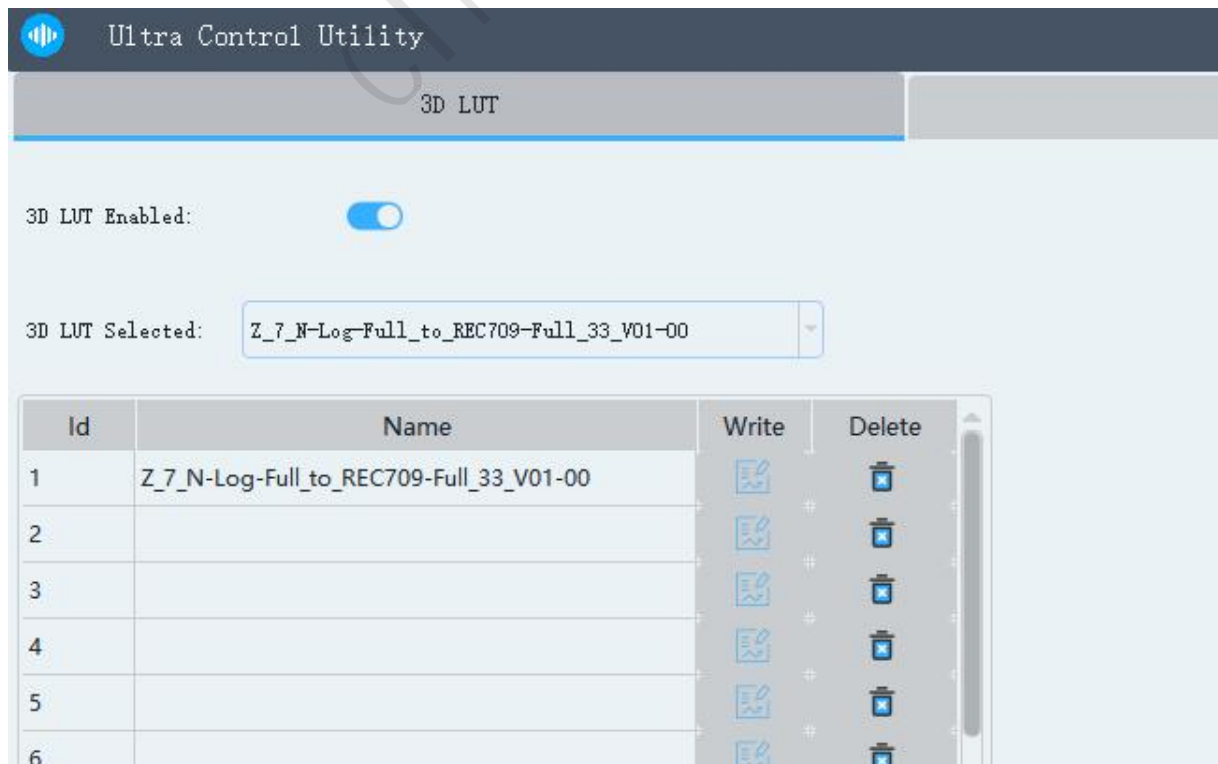 Ultra Control Utility
3D LUT
3D LUT Enabled:
3D LUT Selected: Z_7_N-Log-Full_to_REC709-Full_33_V01-00
Id Name Write Delete
1 Z_7_N-Log-Full_to_REC709-Full_33_V01-00
2
3
4
5
6